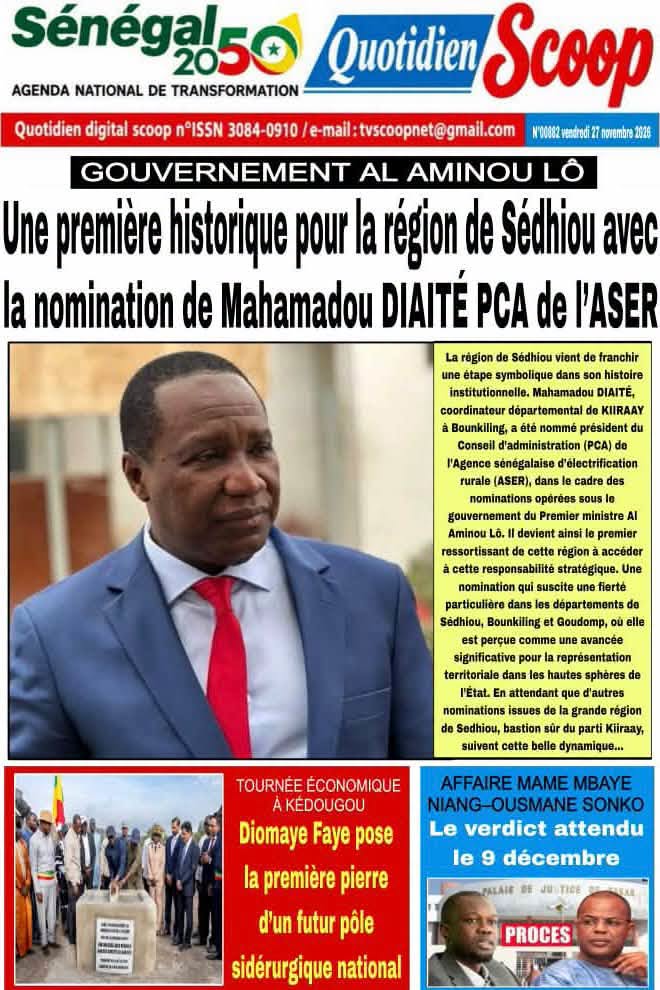 Sénégal
2050
AGENDA NATIONAL DE TRANSFORMATION
Quotidien Scoop
Quotidien digital scoop n°ISSN 3084-0910 / e-mail : tvscoopnet@gmail.com
N°00882 vendredi 27 novembre 2026
GOUVERNEMENT AL AMINOU LÔ
Une première historique pour la région de Sédhiou avec
la nomination de Mahamadou DIAITÉ PCA de l'ASER
La région de Sédhiou vient de franchir
une étape symbolique dans son histoire
institutionnelle. Mahamadou DIAITÉ,
coordinateur départemental de KIIRAAY
à Bounkiling, a été nommé président du
Conseil d'administration (PCA) de
l'Agence sénégalaise d'électrification
rurale (ASER), dans le cadre des
nominations opérées sous le
gouvernement du Premier ministre Al
Aminou Lô. Il devient ainsi le premier
ressortissant de cette région à accéder
à cette responsabilité stratégique. Une
nomination qui suscite une fierté
particulière dans les départements de
Sédhiou, Bounkiling et Goudomp, où elle
est perçue comme une avancée
significative pour la représentation
territoriale dans les hautes sphères de
l'État. En attendant que d'autres
nominations issues de la grande région
de Sedhiou, bastion sûr du parti Kiiraay,
suivent cette belle dynamique...
TOURNÉE ÉCONOMIQUE
À KÉDOUGOU
Diomaye Faye pose
la première pierre
d'un futur pôle
sidérurgique national
AFFAIRE MAME MBAYE
NIANG–OUSMANE SONKO
Le verdict attendu
le 9 décembre
PALAIS DE JUSTICE DE DAKAR
PROCES